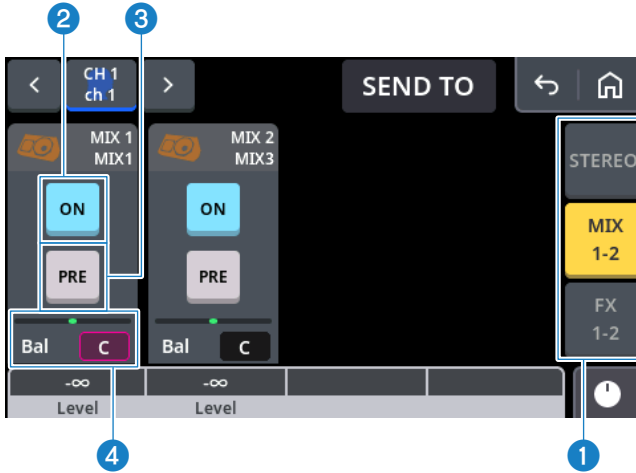 2
3
CH 1
ch 1
SEND TO
MIX 1
MIX1
MIX 2
MIX3
STEREO
ON
ON
MIX
1-2
PRE
PRE
FX
1-2
Bal
C
Bal
C
-∞
-∞
Level
Level
4
1